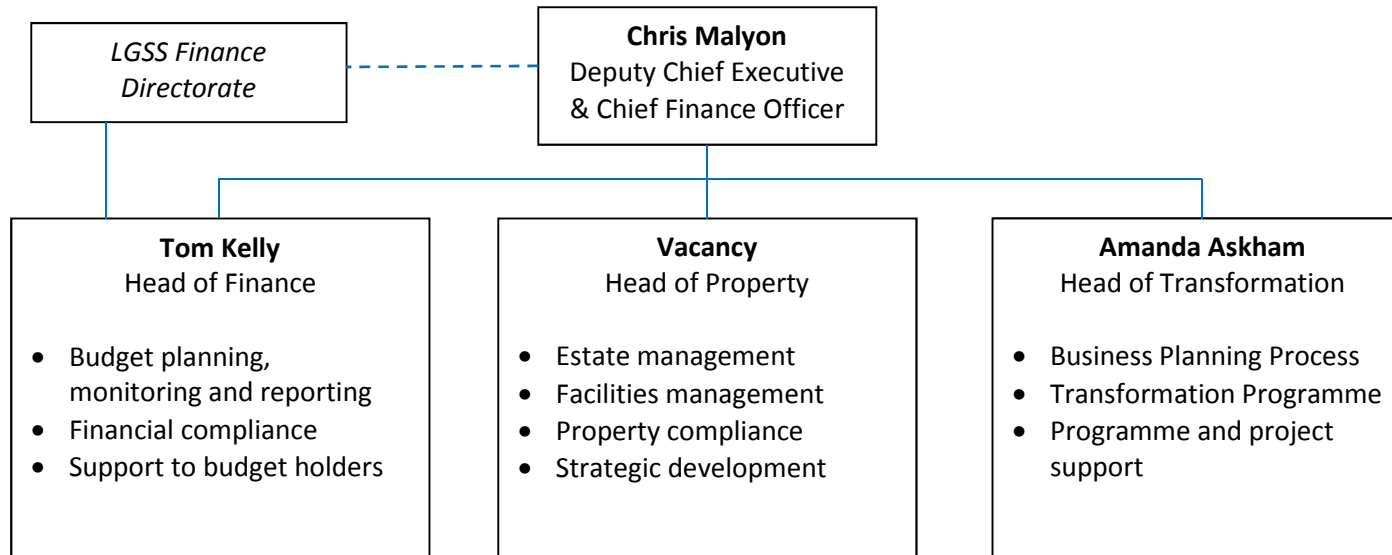 LGSS Finance
Directorate
Chris Malyon
Deputy Chief Executive
& Chief Finance Officer
Tom Kelly
Head of Finance
• Budget planning,
monitoring and reporting
• Financial compliance
• Support to budget holders
Vacancy
Head of Property
• Estate management
• Facilities management
• Property compliance
• Strategic development
Amanda Askham
Head of Transformation
• Business Planning Process
• Transformation Programme
• Programme and project
support